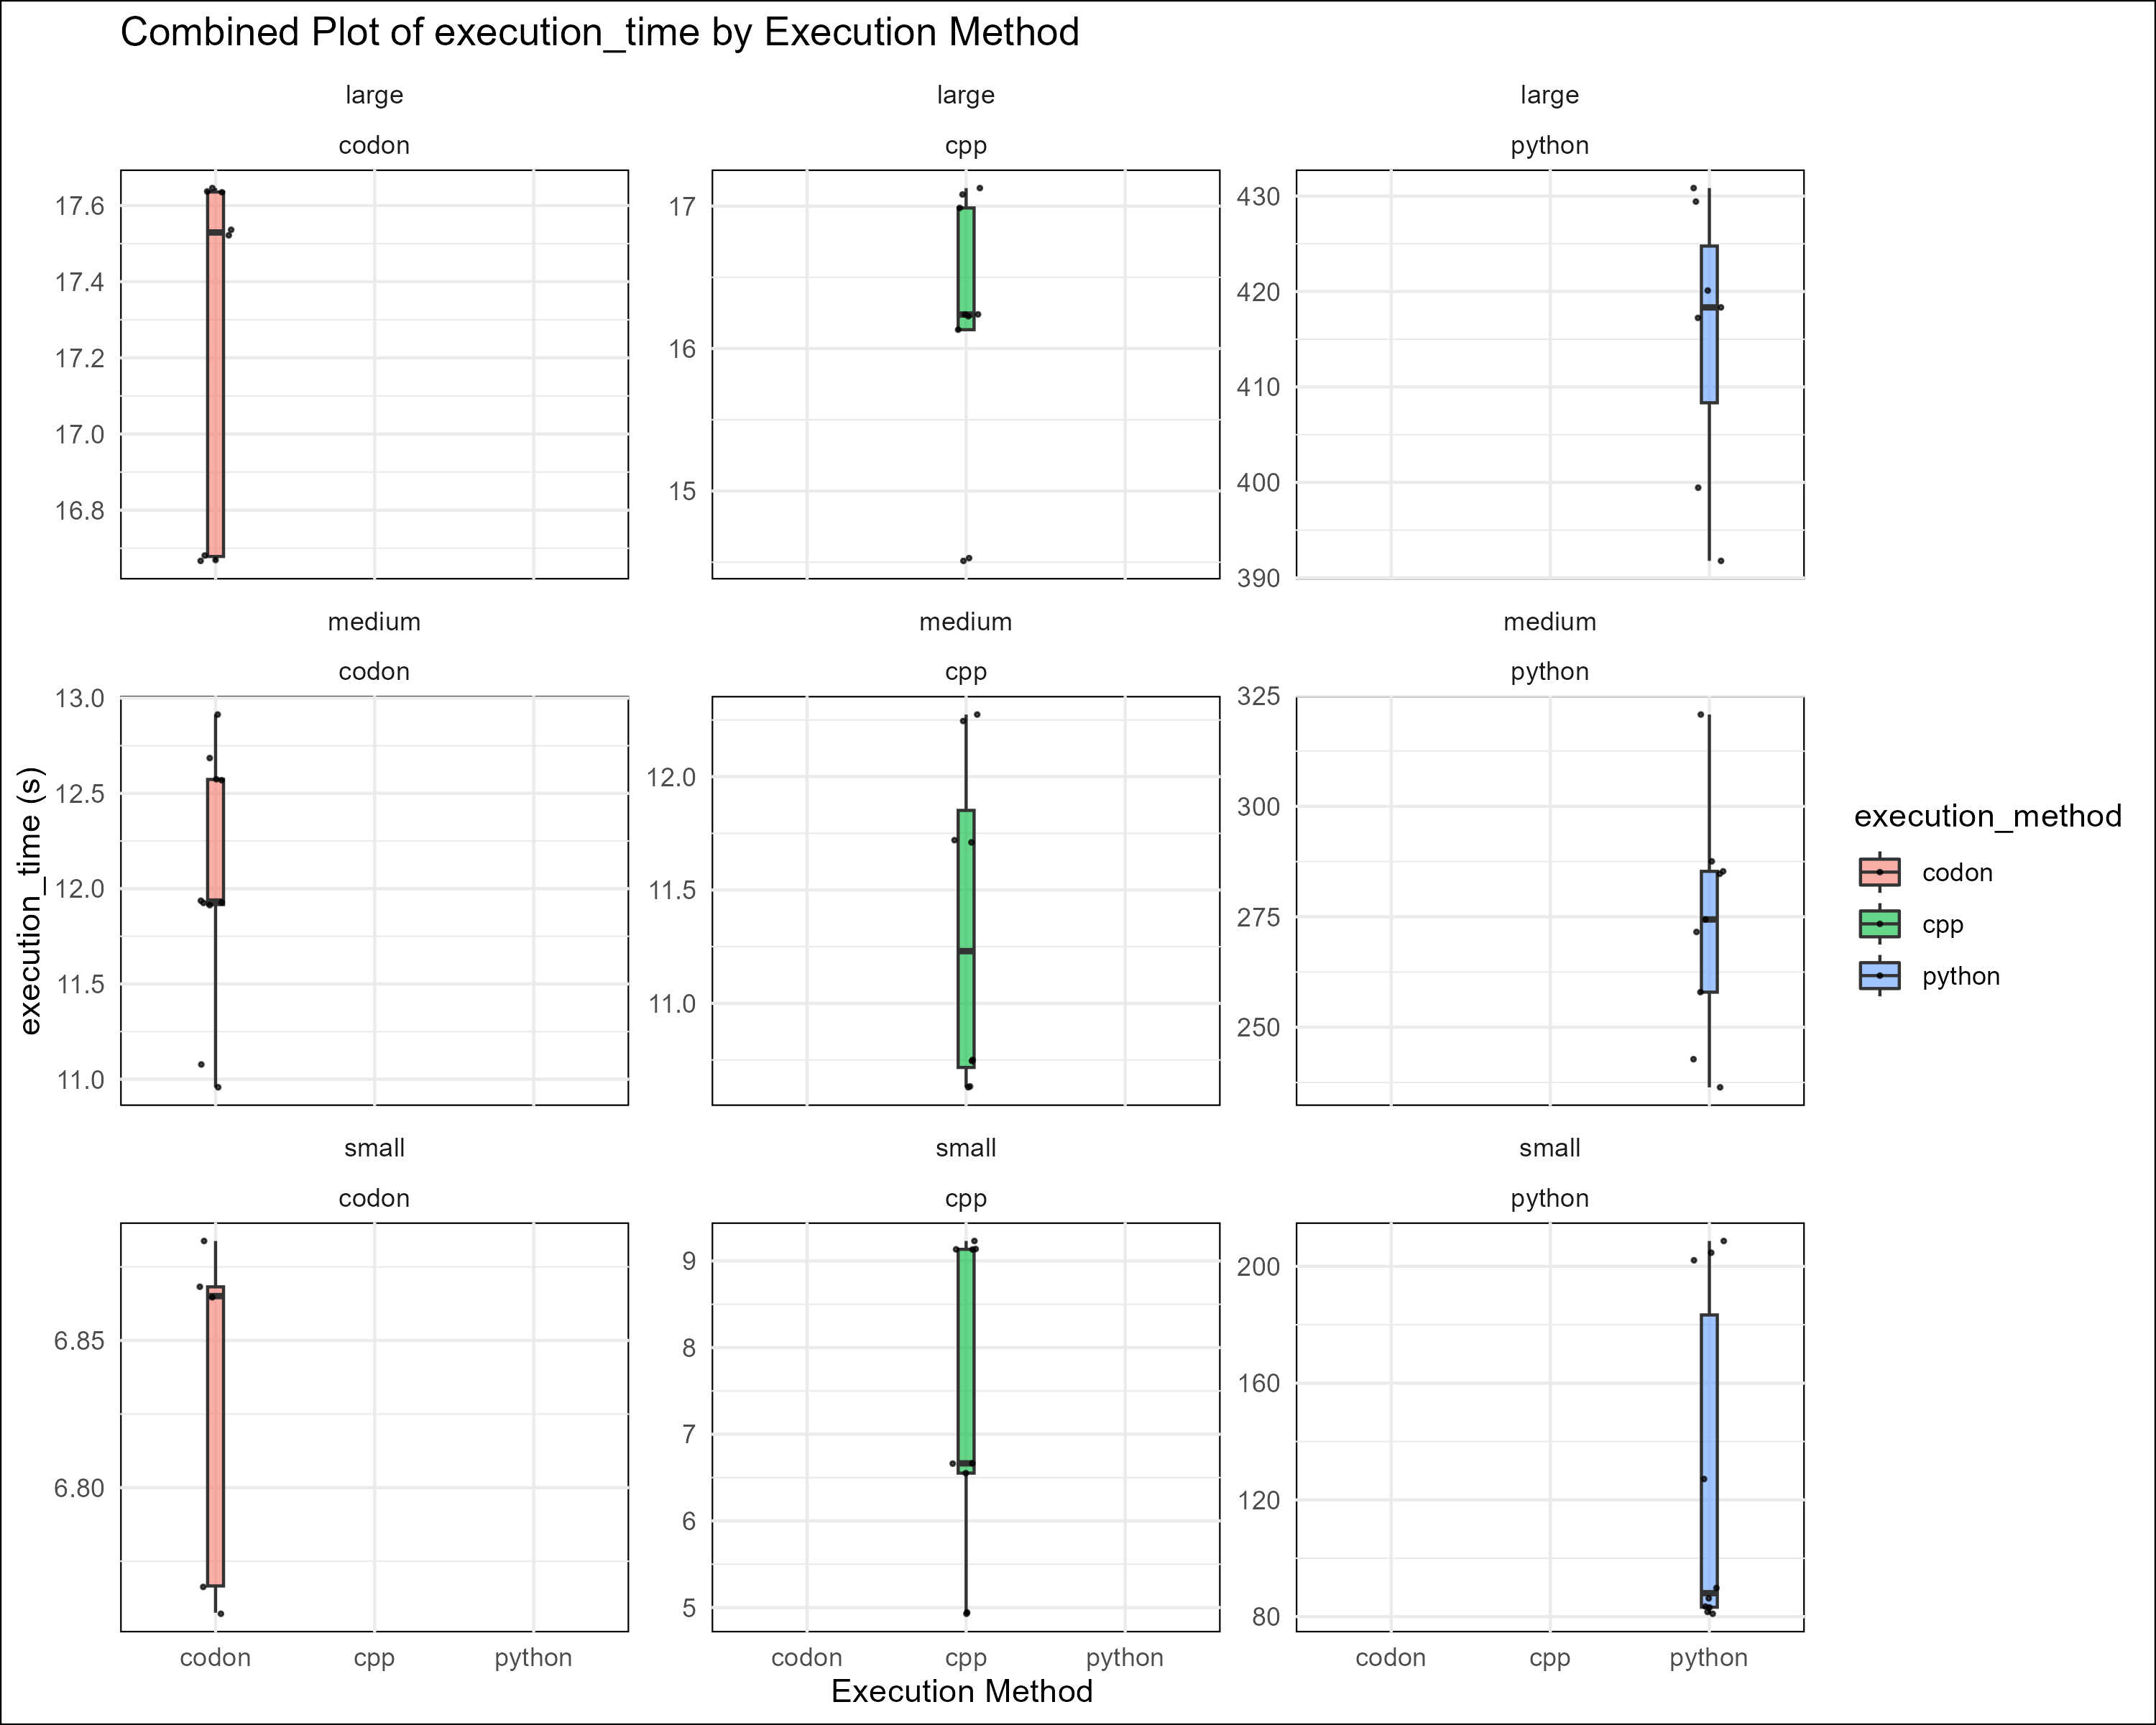 Combined Plot of execution_time by Execution Method
large
large
large
codon
cpp
python
17.6
17.4
17.2
17.0
16.8
17
16
15
430
420
410
400
390
medium
medium
medium
codon
cpp
python
13.0
12.5
12.0
11.5
11.0
12.0
11.5
11.0
325
300
275
250
execution_time (s)
execution_method
codon
cpp
python
small
small
small
codon
cpp
python
6.85
6.80
9
8
7
6
5
200
160
120
80
codon cpp python
codon cpp python
codon cpp python
Execution Method